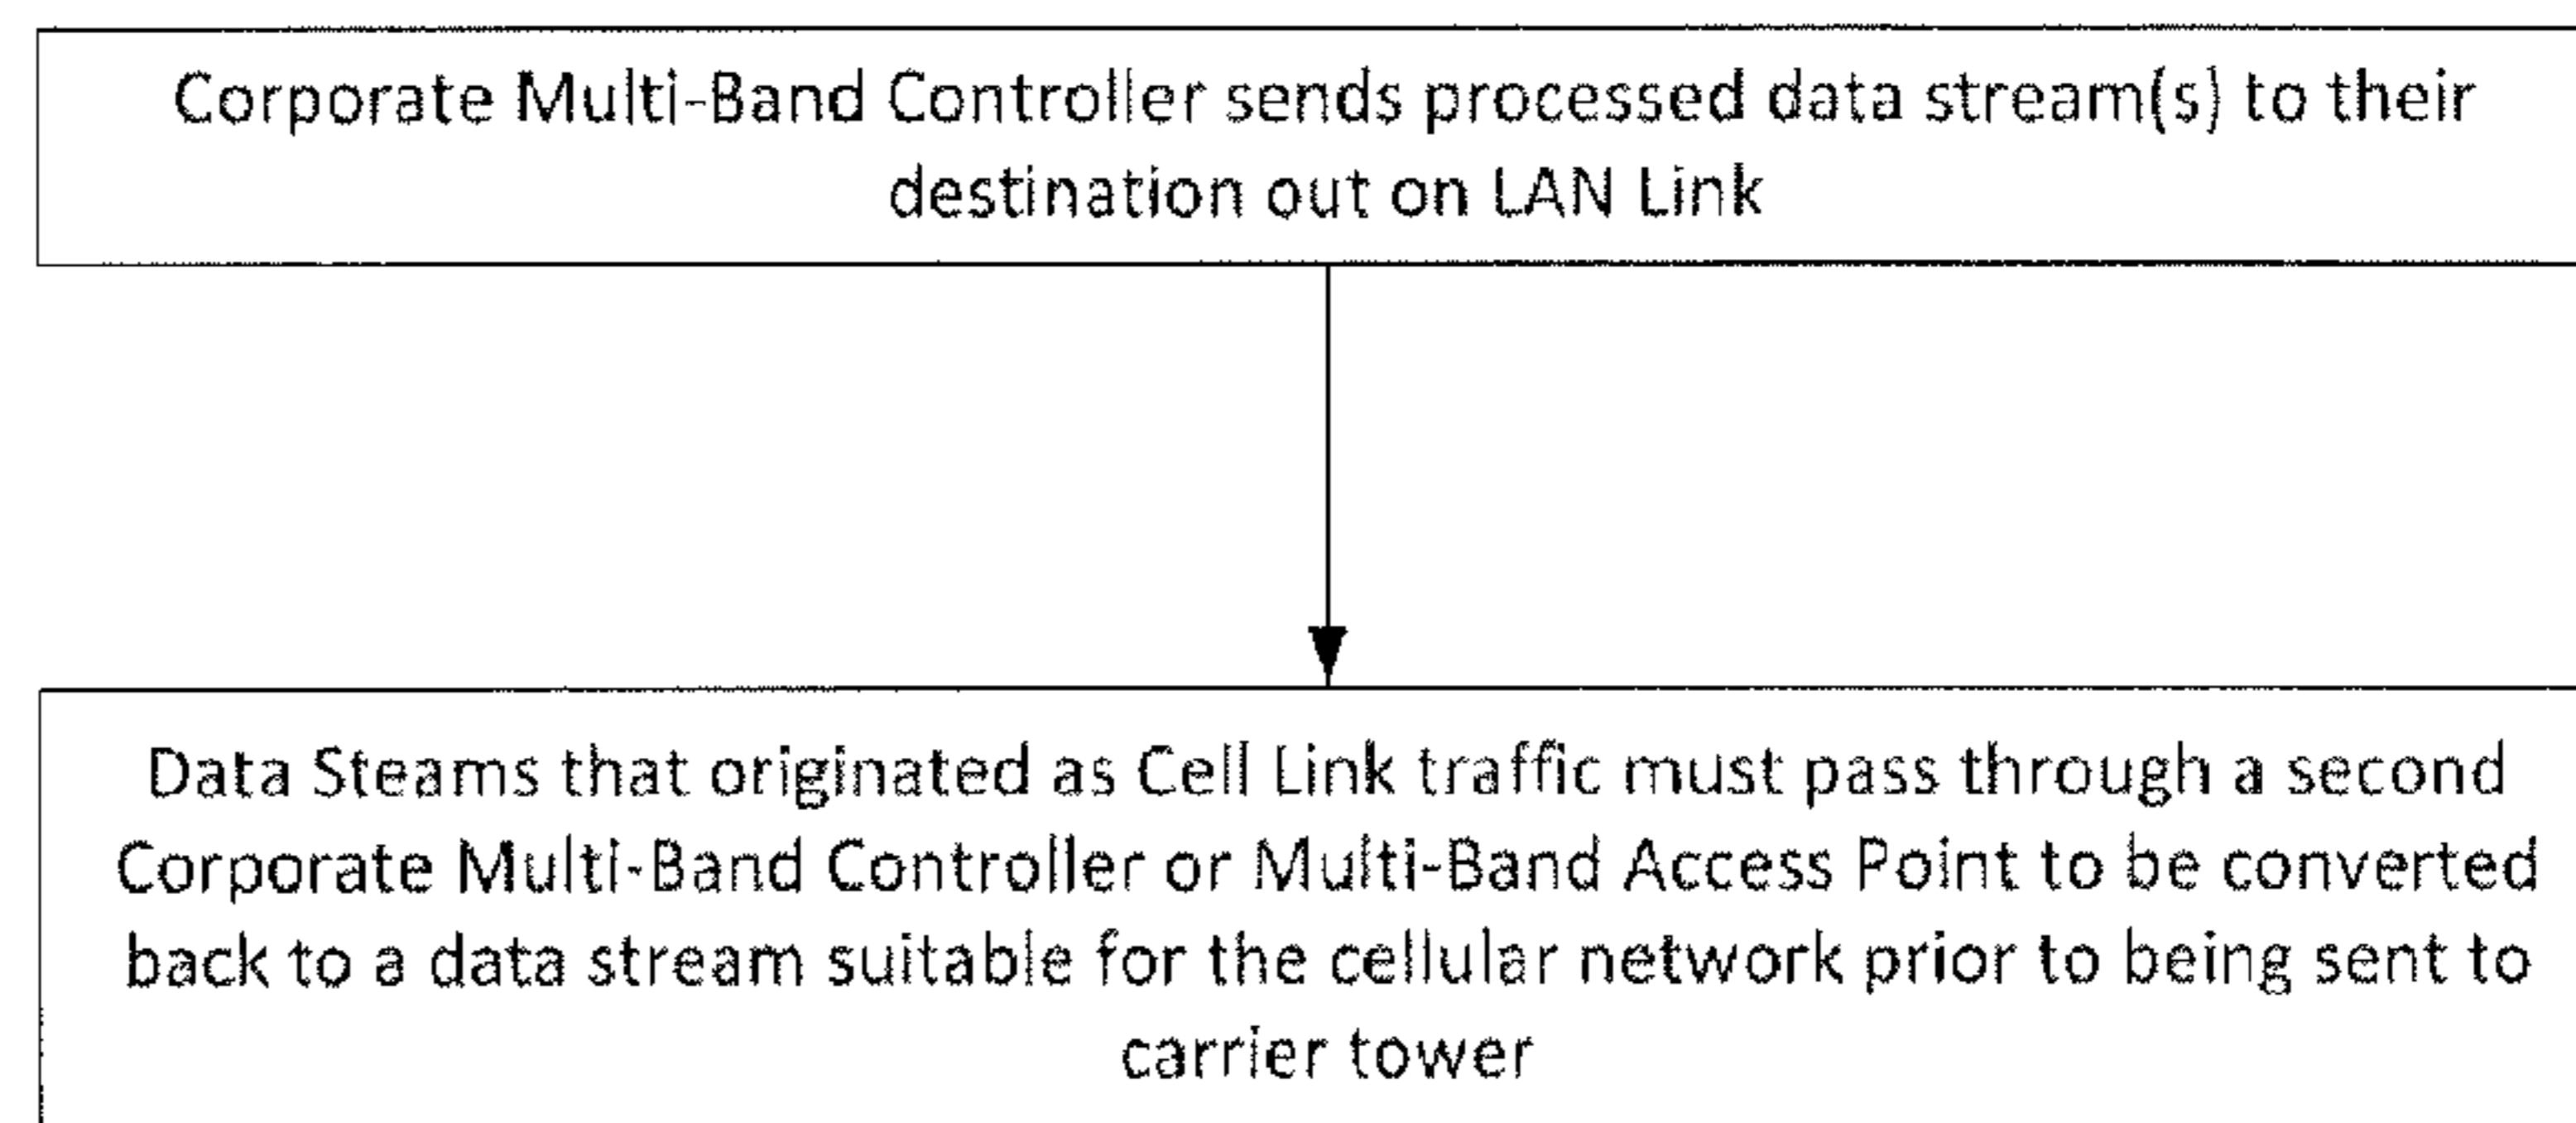 Corporate Multi-Band Controller sends processed data stream(s) to their
destination out on LAN Link
Data Steams that originated as Cell Link traffic must pass through a second
Corporate Multi-Band Controller or Multi-Band Access Point to be converted
back to a data stream suitable for the cellular network prior to being sent to
carrier tower